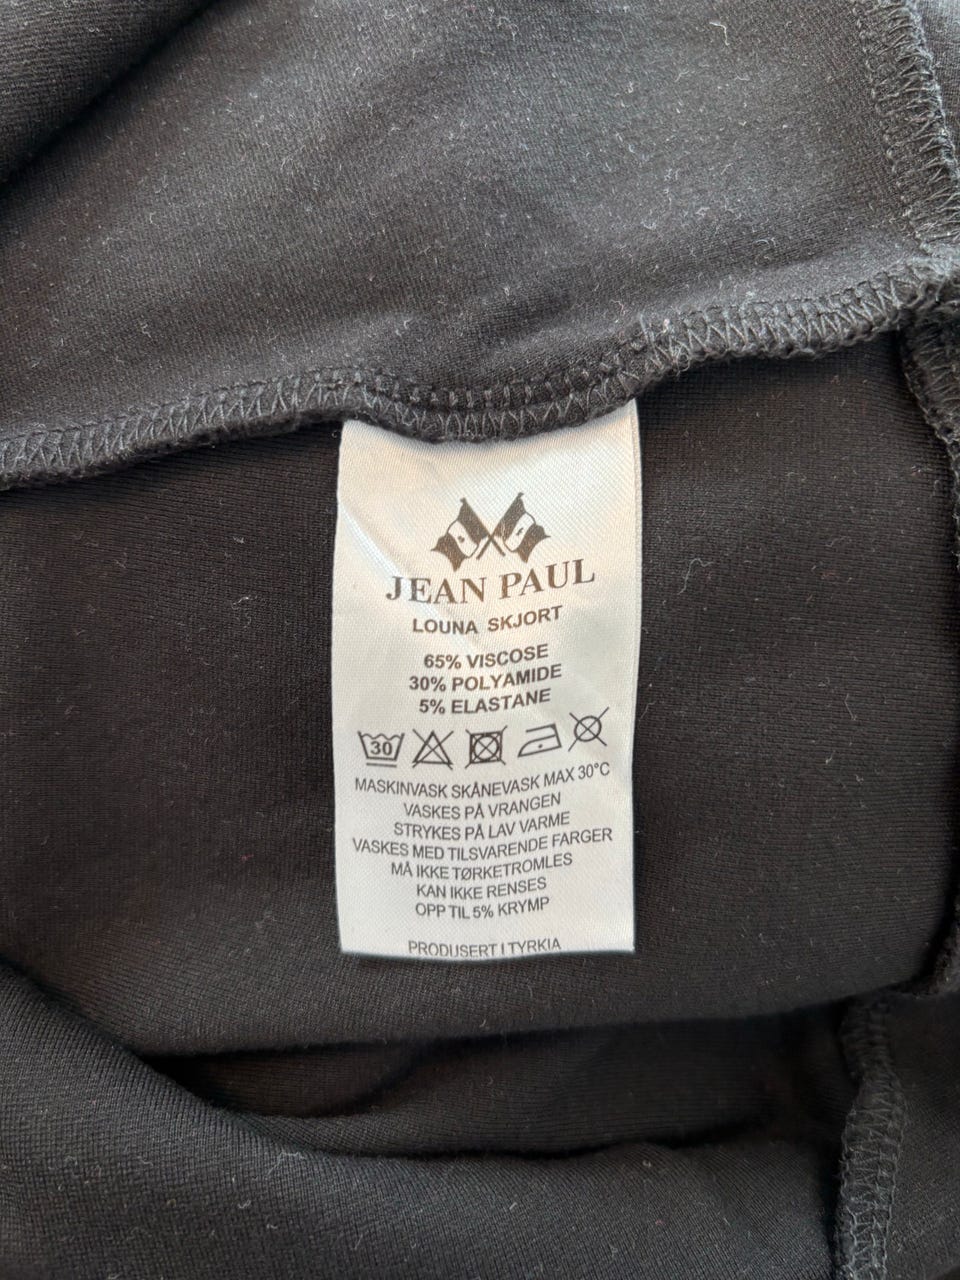 JEAN PAUL
LOUNA SKJORT
65% VISCOSE
30% POLYAMIDE
5% ELASTANE
30
MASKINVASK SKÅNEVASK MAX 30°C
VASKES PÅ VRANGEN
STRYKES PÅ LAV VARME
VASKES MED TILSVARENDE FARGER
MÅ IKKE TØRKETROMLES
KAN IKKE RENSES
OPP TIL 5% KRYMP
PRODUSERT I TYRKIA